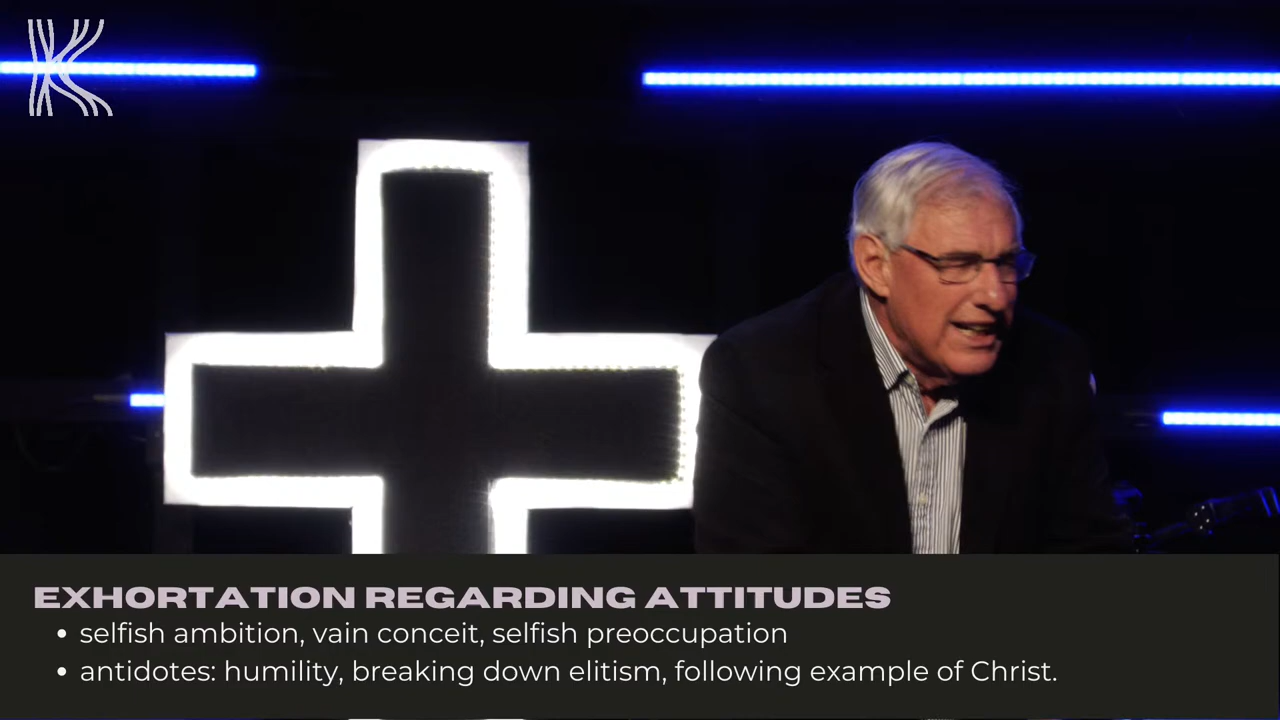 K
EXHORTATION REGARDING ATTITUDES
• selfish ambition, vain conceit, selfish preoccupation
• antidotes: humility, breaking down elitism, following example of Christ.